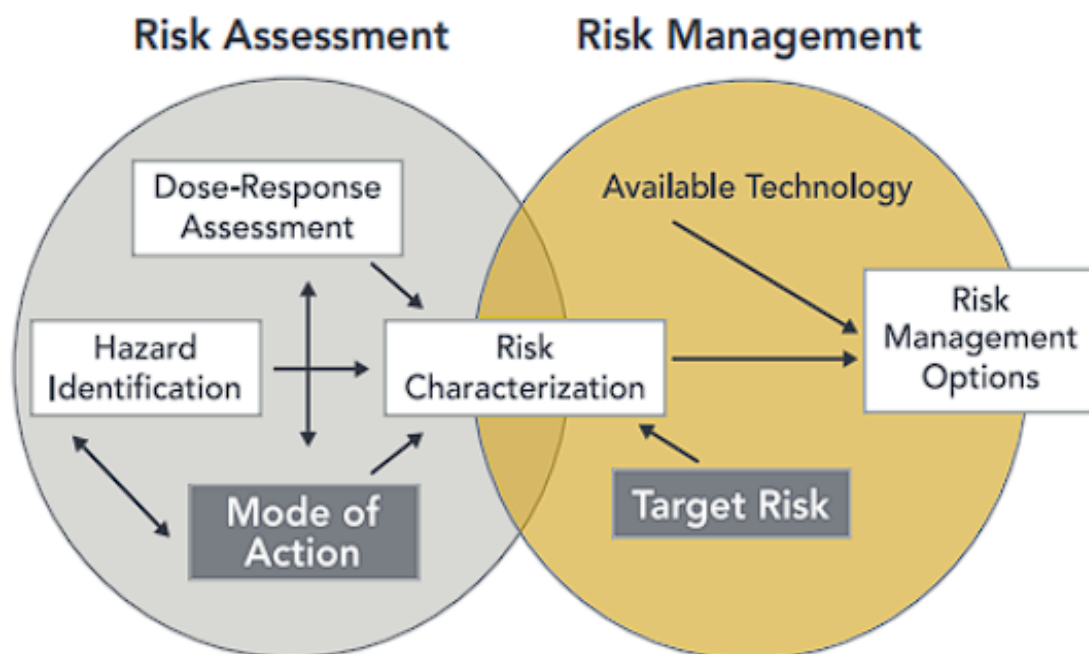 Risk Assessment
Risk Management
Dose-Response
Assessment
Available Technology
Hazard
Identification
Risk
Characterization
Risk
Management
Options
Mode of
Action
Target Risk